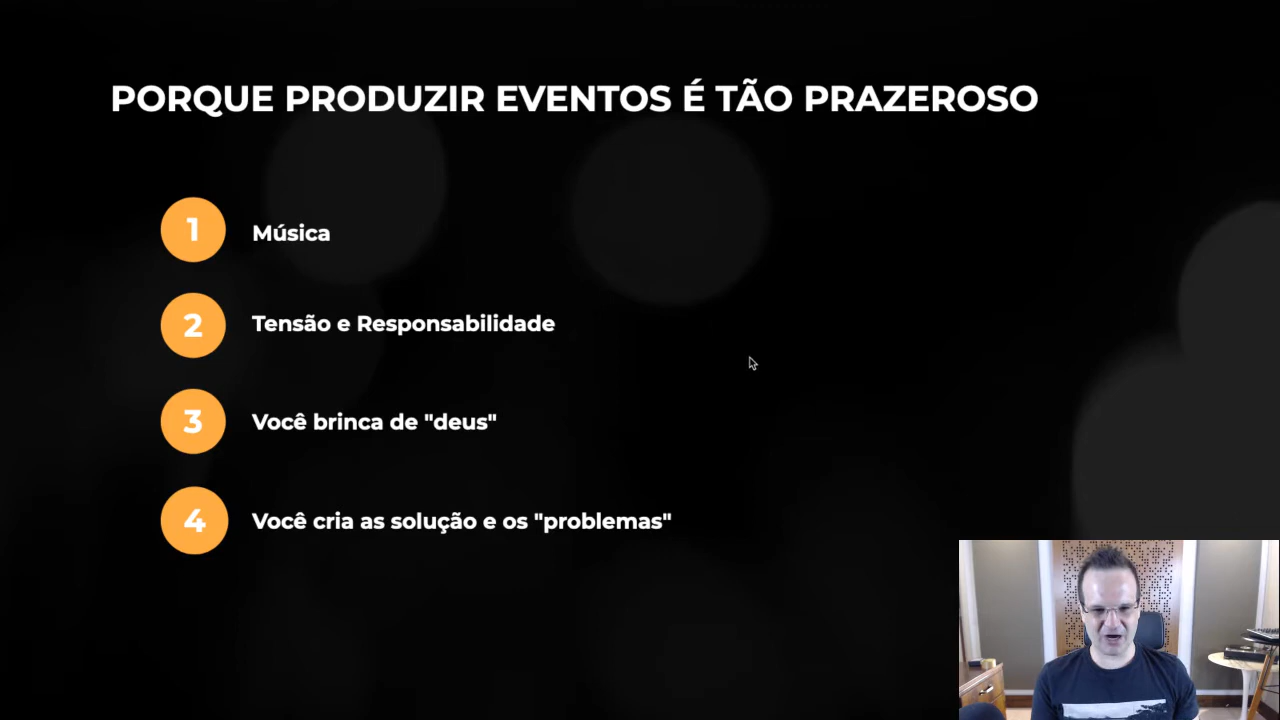 PORQUE PRODUZIR EVENTOS É TÃO PRAZEROSO
1 Música
2 Tensão e Responsabilidade
3 Você brinca de "deus"
4 Você cria as solução e os "problemas"